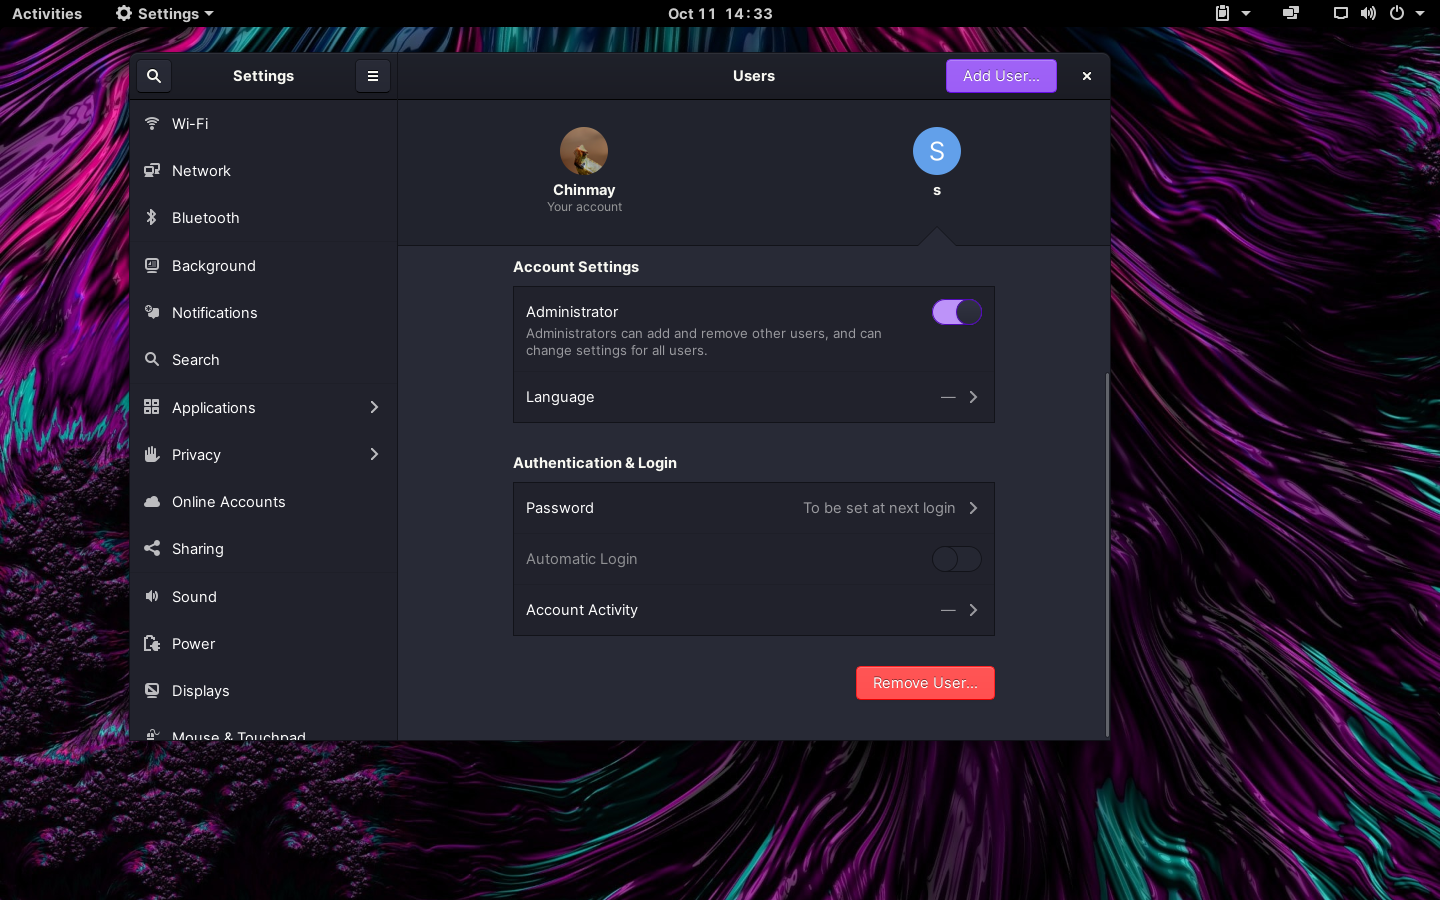 Activities
Settings
Oct 11 14:33
Settings
Users
Add User...
Wi-Fi
Network
Bluetooth
Background
Notifications
Search
Applications
Privacy
Online Accounts
Sharing
Sound
Power
Displays
Mouse & Touchpad
Chinmay
Your account
S
s
Account Settings
Administrator
Administrators can add and remove other users, and can
change settings for all users.
Language —
Authentication & Login
Password To be set at next login
Automatic Login
Account Activity —
Remove User...